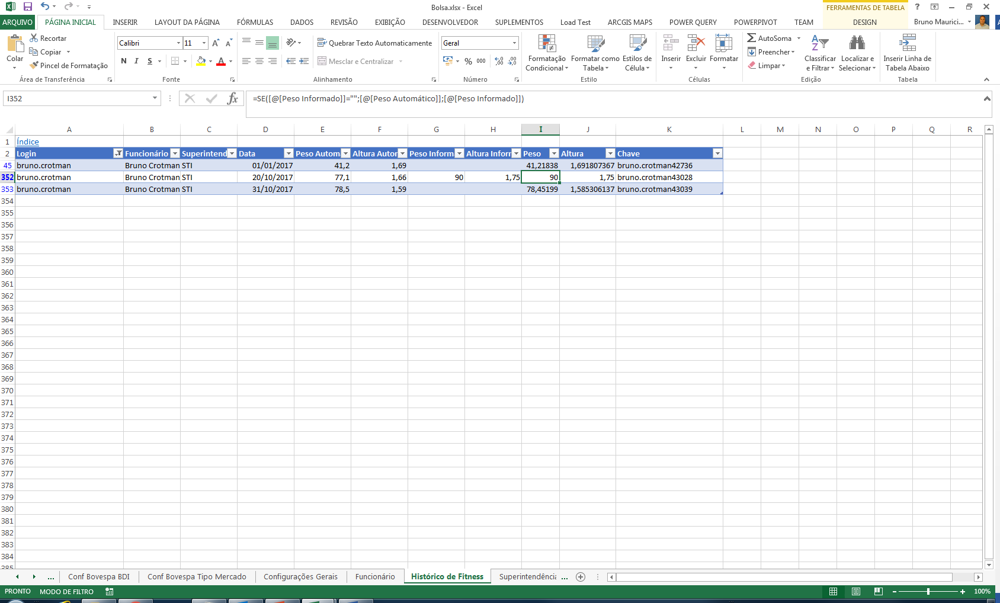 Bolsa.xlsx - Excel
FERRAMENTAS DE TABELA
ARQUIVO PÁGINA INICIAL INSERIR LAYOUT DA PÁGINA FÓRMULAS DADOS REVISÃO EXIBIÇÃO DESENVOLVEDOR SUPLEMENTOS Load Test ARCGIS MAPS POWER QUERY POWERPIVOT TEAM DESIGN Bruno Maurici...
Colar
Recortar
Copiar
Pincel de Formatação
Área de Transferência
Calibri 11
N I S
Fonte
Quebrar Texto Automaticamente
Mesclar e Centralizar
Alinhamento
Geral
% 000
Número
Formatação Condicional
Formatar como Tabela
Estilos de Célula
Estilo
Inserir Excluir Formatar
Células
AutoSoma
Preencher
Limpar
Classificar e Filtrar
Localizar e Selecionar
Edição
Inserir Linha de Tabela Abaixo
Tabela
I352 fx =SE([@[Peso Informado]]="";[@[Peso Automático]];[@[Peso Informado]])
A B C D E F G H I J K L M N O P Q R
1 Índice
2 Login Funcionário Superintend Data Peso Autom Altura Autor Peso Inform Altura Inforr Peso Altura Chave
45 bruno.crotman Bruno Crotman STI 01/01/2017 41,2 1,69 41,21838 1,691807367 bruno.crotman42736
352 bruno.crotman Bruno Crotman STI 20/10/2017 77,1 1,66 90 1,75 90 1,75 bruno.crotman43028
353 bruno.crotman Bruno Crotman STI 31/10/2017 78,5 1,59 78,45199 1,585306137 bruno.crotman43039
354
355
356
357
358
359
360
361
362
363
364
365
366
367
368
369
370
371
372
373
374
375
376
377
378
379
380
381
382
383
384
385
... Conf Bovespa BDI Conf Bovespa Tipo Mercado Configurações Gerais Funcionário Histórico de Fitness Superintendência ...
PRONTO MODO DE FILTRO 100%